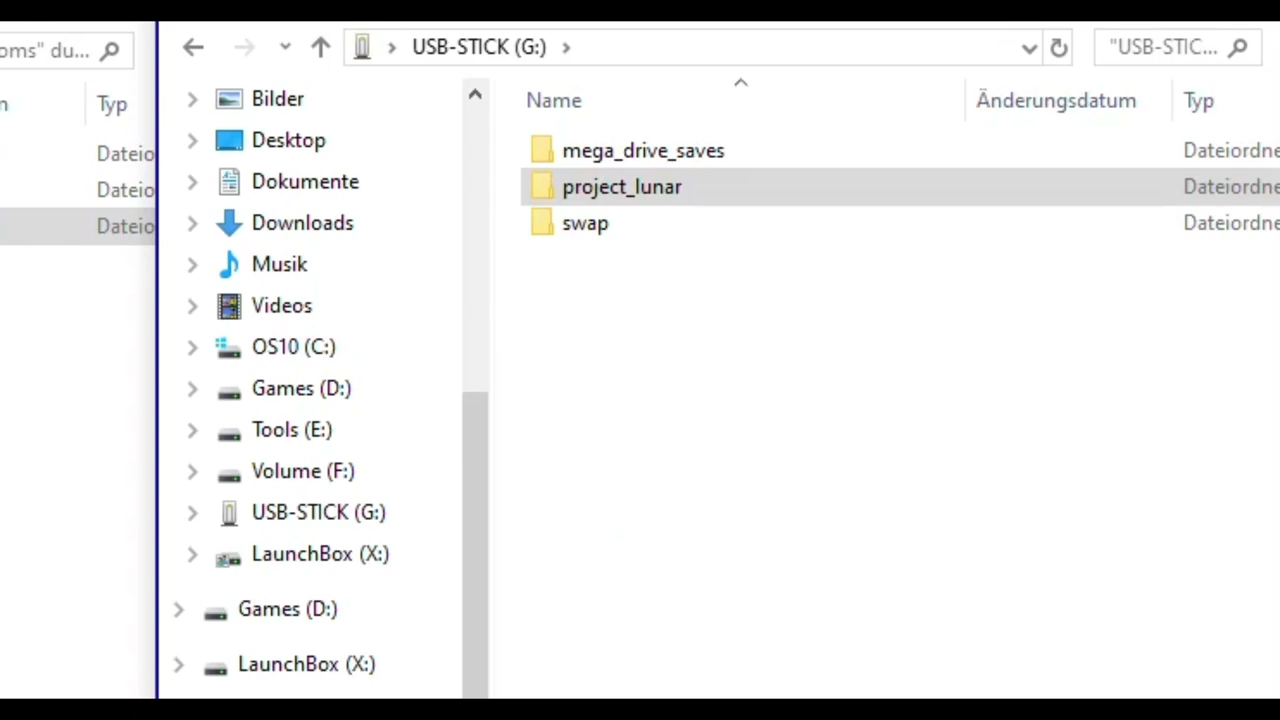 oms" du...
n
Typ
Dateio
Dateio
Dateio
USB-STICK (G:)
"USB-STIC...
Bilder
Desktop
Dokumente
Downloads
Musik
Videos
OS10 (C:)
Games (D:)
Tools (E:)
Volume (F:)
USB-STICK (G:)
LaunchBox (X:)
Games (D:)
LaunchBox (X:)
Name Änderungsdatum Typ
mega_drive_saves Dateiordne
project_lunar Dateiordne
swap Dateiordne